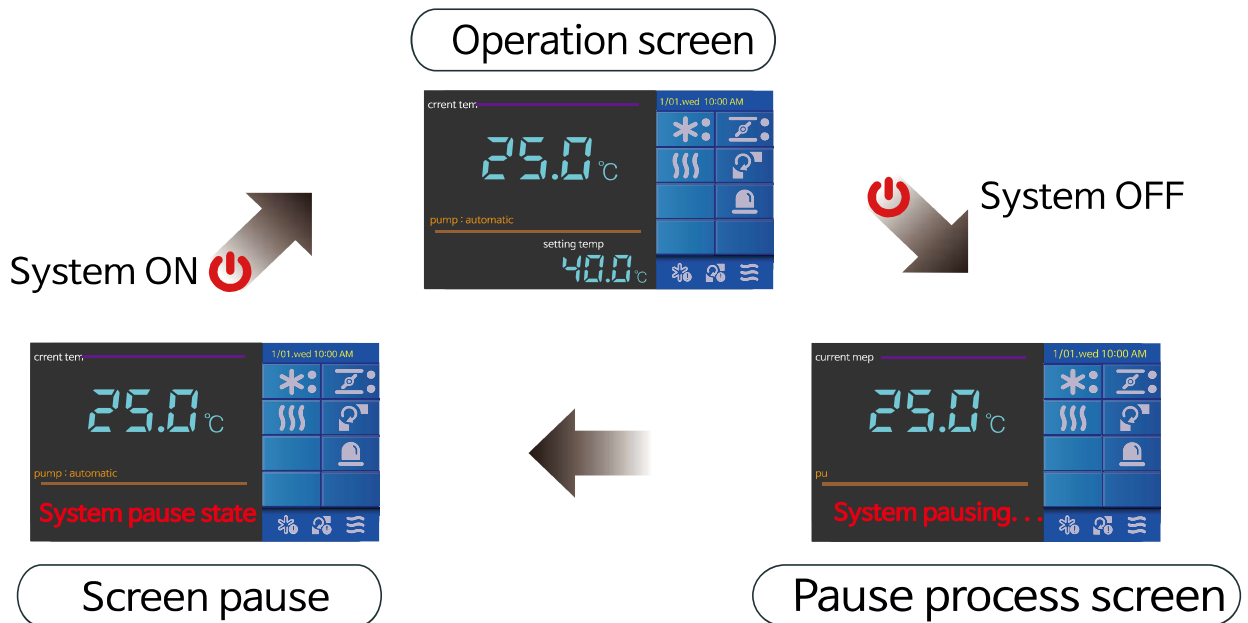 Operation screen
crrent tem
1/01.wed 10:00 AM
25.0 °C
pump : automatic
setting temp
40.0 °C
System OFF
System ON
crrent tem
1/01.wed 10:00 AM
25.0 °C
pump : automatic
System pause state
current mep
1/01.wed 10:00 AM
25.0 °C
pu
System pausing. . .
Screen pause
Pause process screen